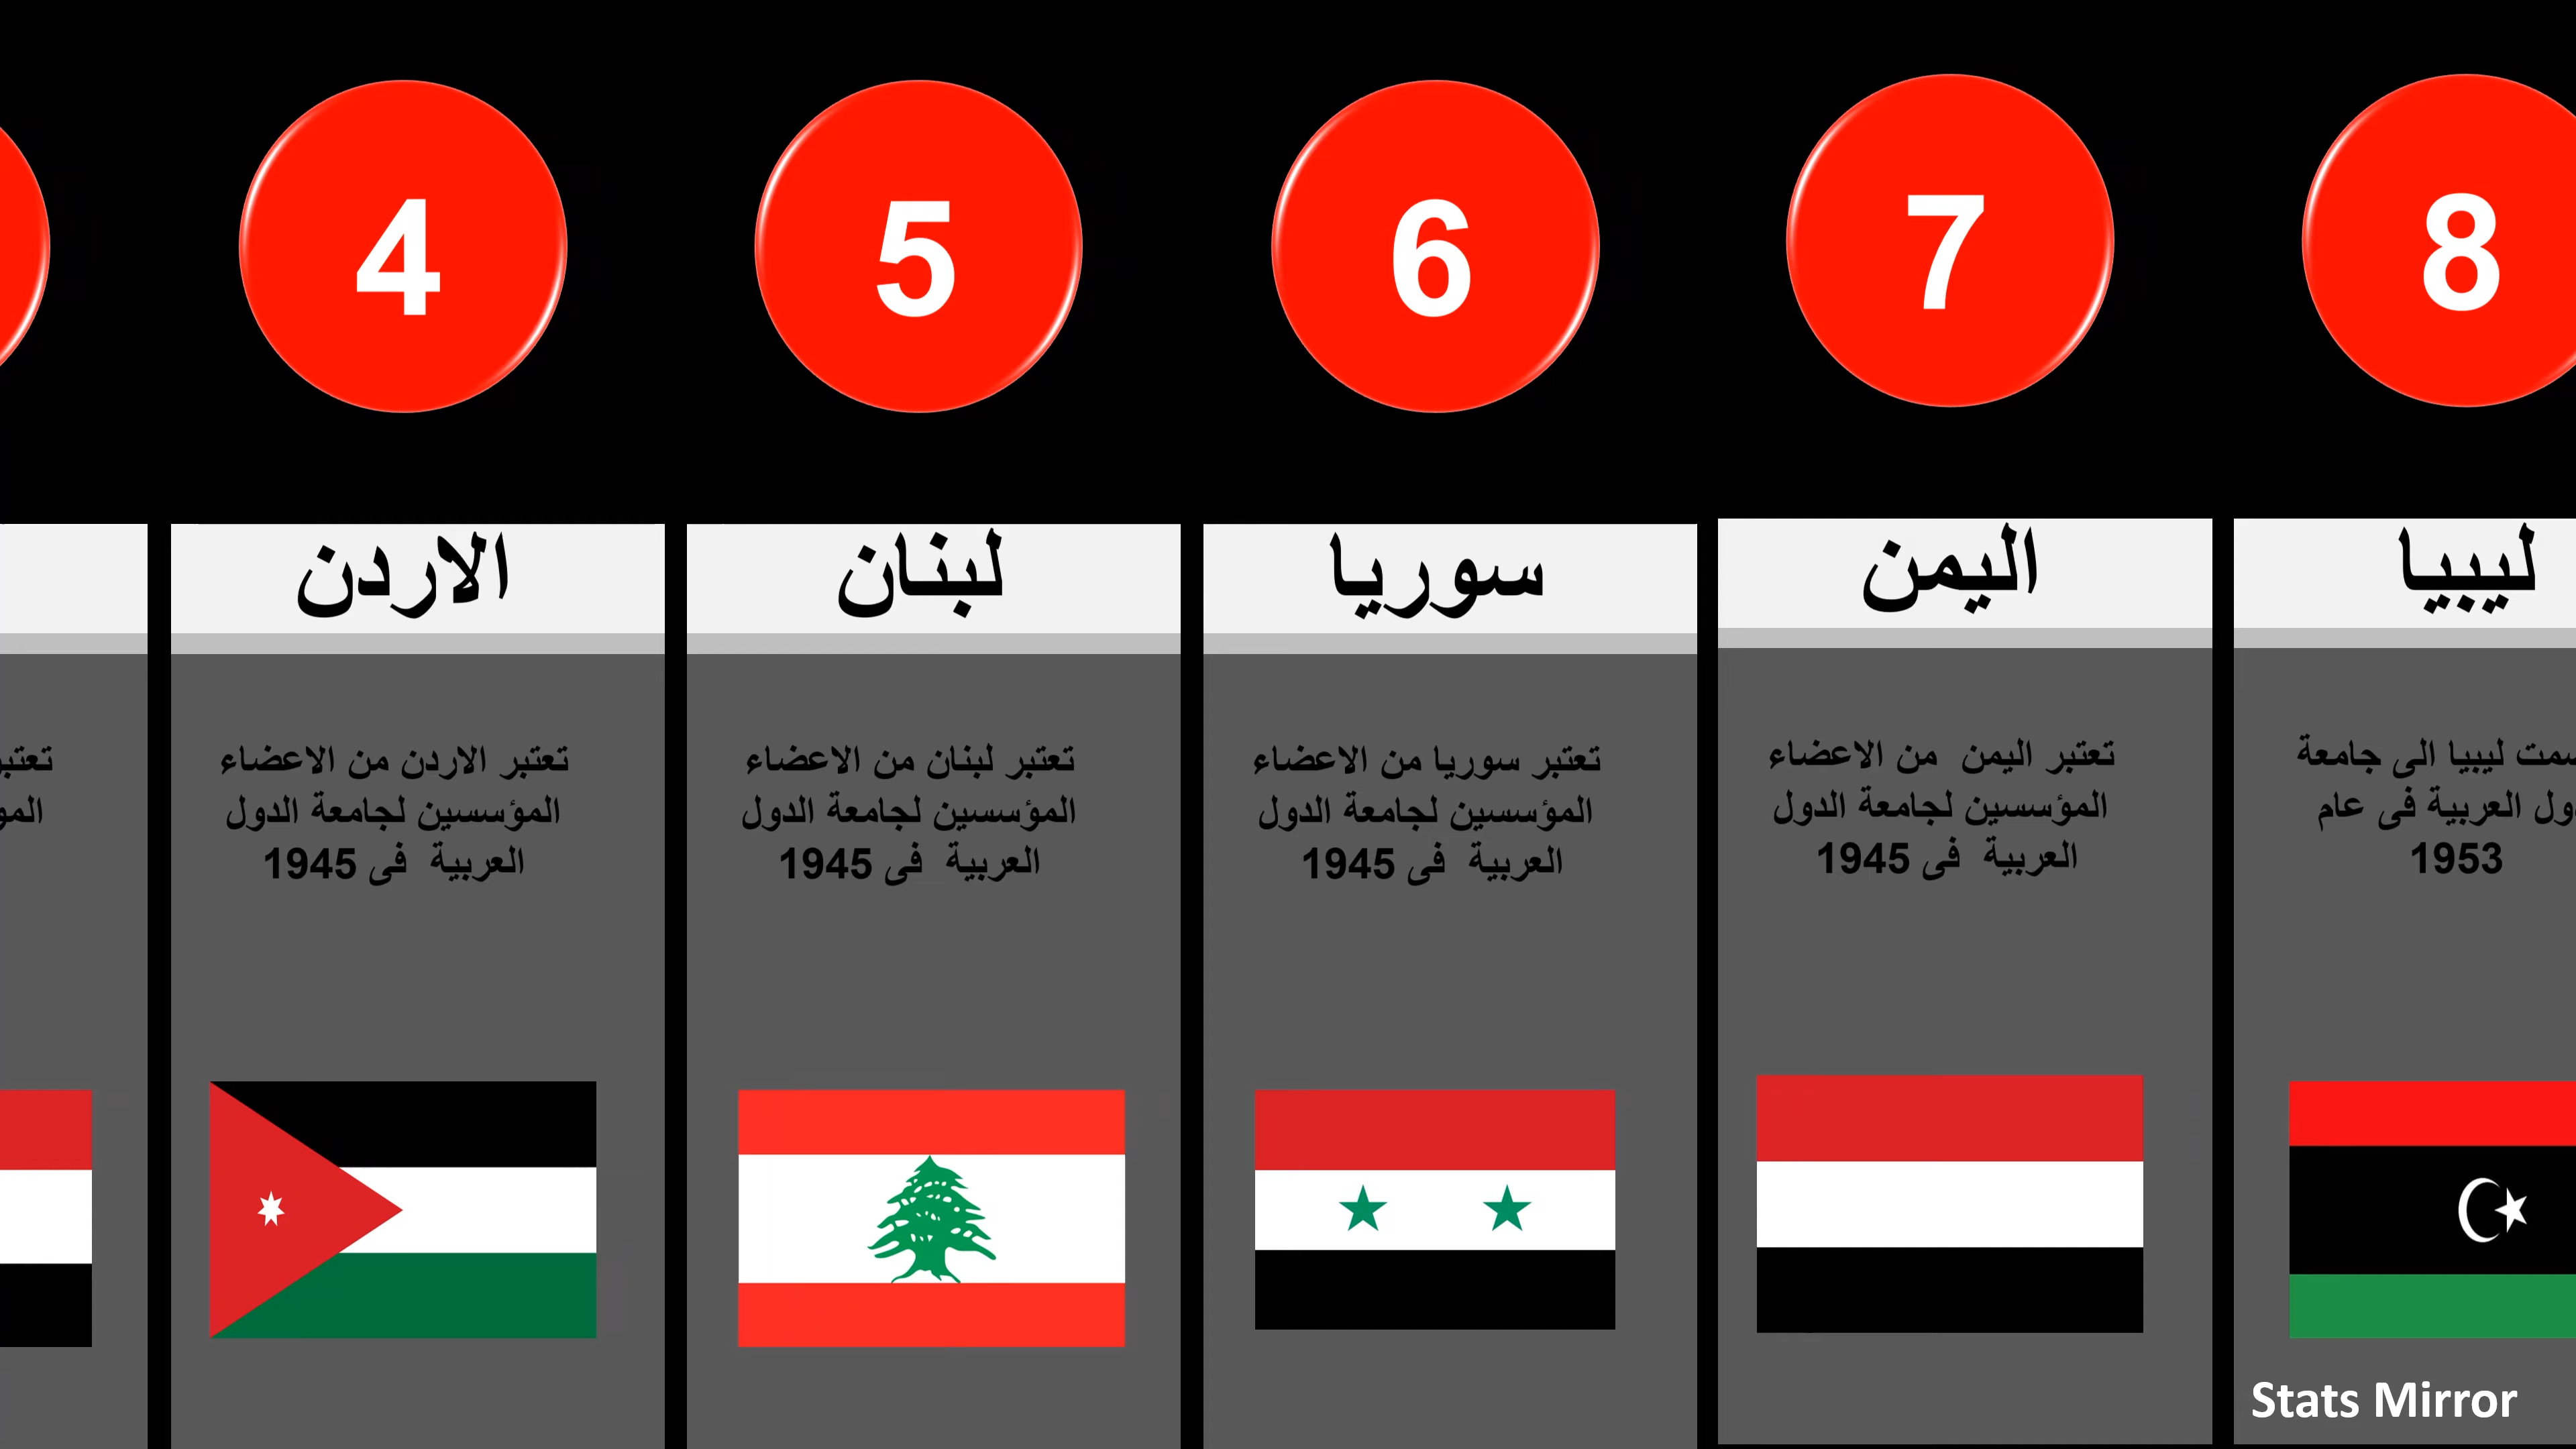 4
5
6
7
8
الاردن
لبنان
سوريا
اليمن
ليبيا
تعتبر الاردن من الاعضاء
المؤسسين لجامعة الدول
العربية فى 1945
تعتبر لبنان من الاعضاء
المؤسسين لجامعة الدول
العربية فى 1945
تعتبر سوريا من الاعضاء
المؤسسين لجامعة الدول
العربية فى 1945
تعتبر اليمن من الاعضاء
المؤسسين لجامعة الدول
العربية فى 1945
ليبيا الى جامعة
العربية فى عام
1953
Stats Mirror